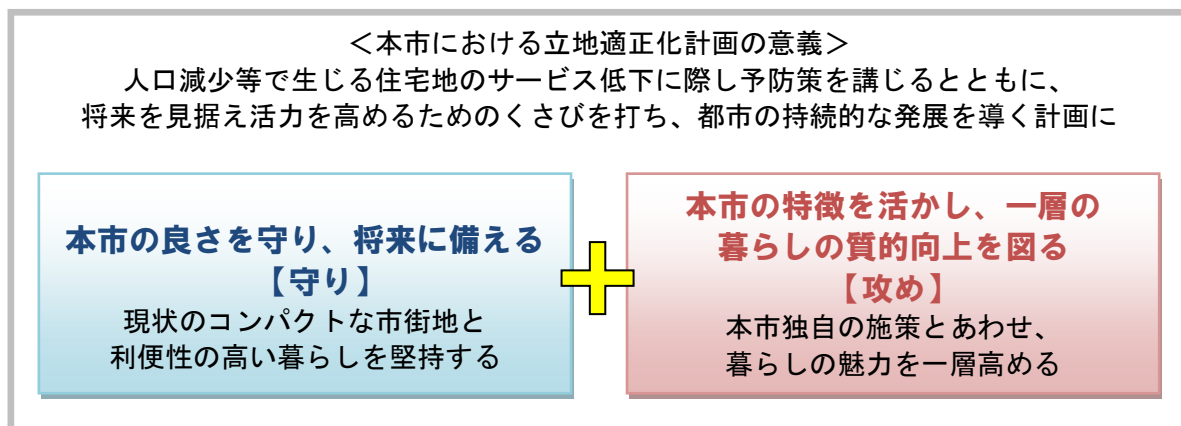 ＜本市における立地適正化計画の意義＞
人口減少等で生じる住宅地のサービス低下に際し予防策を講じるとともに、
将来を見据え活力を高めるためのくさびを打ち、都市の持続的な発展を導く計画に
本市の良さを守り、将来に備える
【守り】
現状のコンパクトな市街地と
利便性の高い暮らしを堅持する
本市の特徴を活かし、一層の
暮らしの質的向上を図る
【攻め】
本市独自の施策とあわせ、
暮らしの魅力を一層高める